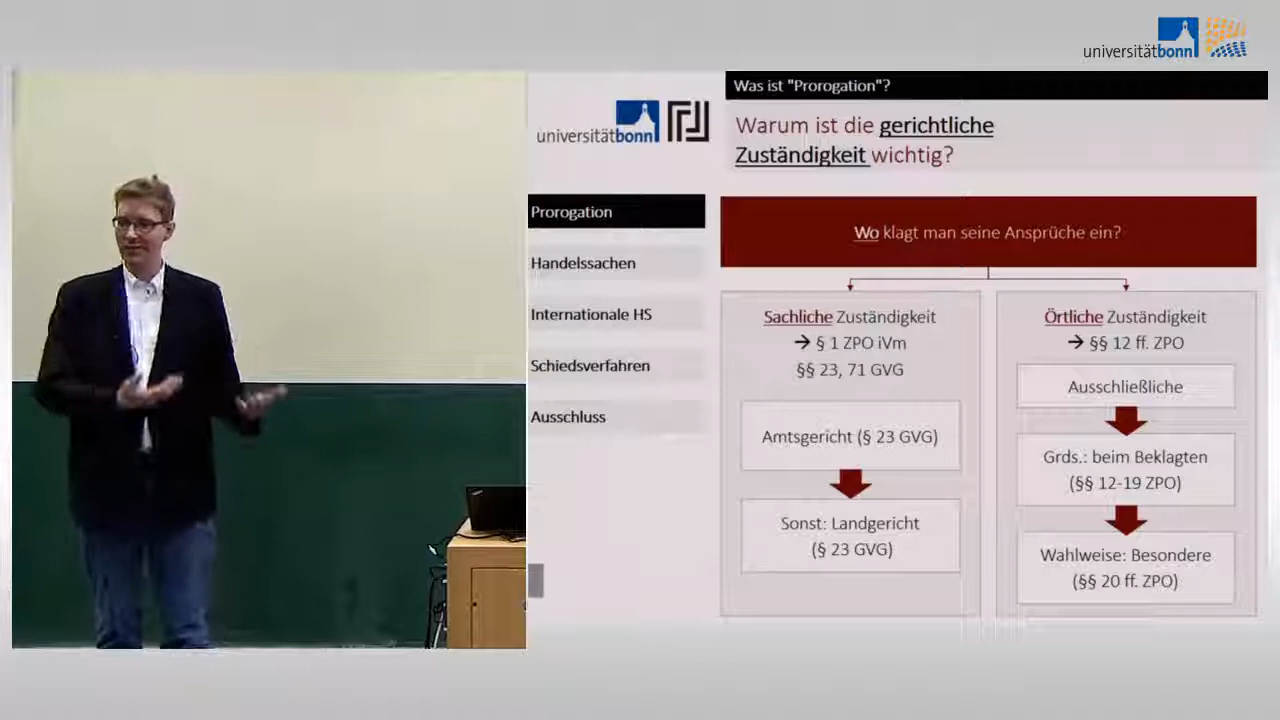 universitätbonn
Was ist "Prorogation"?
universitätbonn
Warum ist die gerichtliche
Zuständigkeit wichtig?
Prorogation
Handelssachen
Internationale HS
Schiedsverfahren
Ausschluss
Wo klagt man seine Ansprüche ein?
Sachliche Zuständigkeit
→ § 1 ZPO iVm
§§ 23, 71 GVG
Amtsgericht (§ 23 GVG)
Sonst: Landgericht
(§ 23 GVG)
Örtliche Zuständigkeit
→ §§ 12 ff. ZPO
Ausschließliche
Grds.: beim Beklagten
(§§ 12-19 ZPO)
Wahlweise: Besondere
(§§ 20 ff. ZPO)